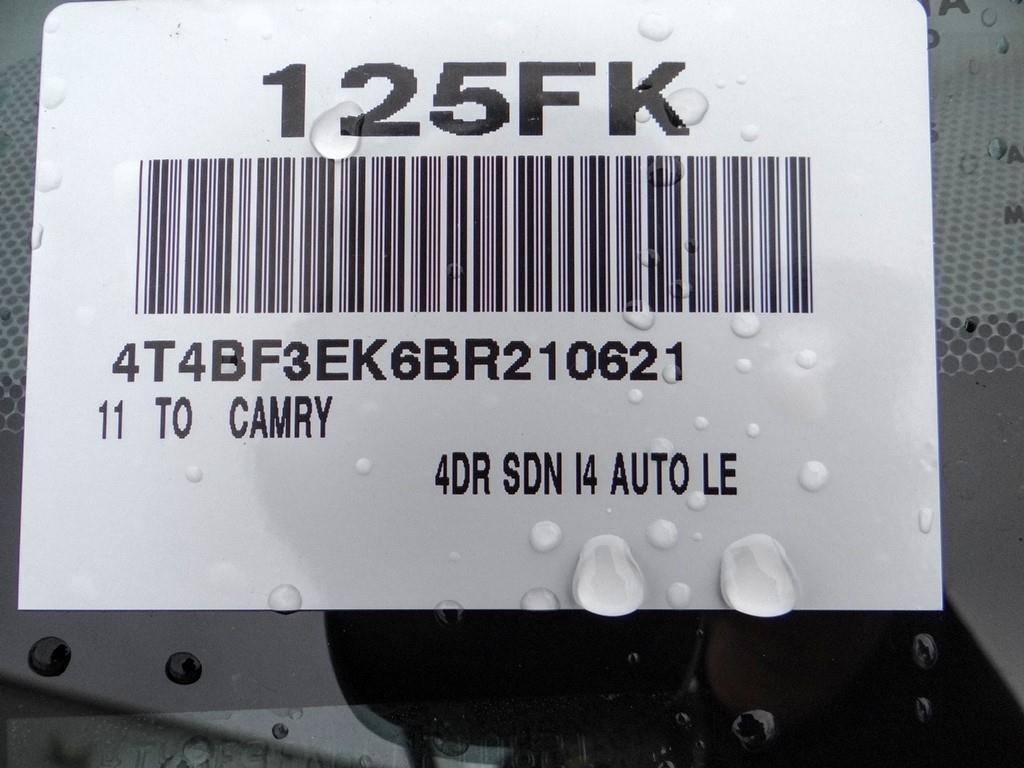 125FK
4T4BF3EK6BR210621
11 TO CAMRY
4DR SDN I4 AUTO LE